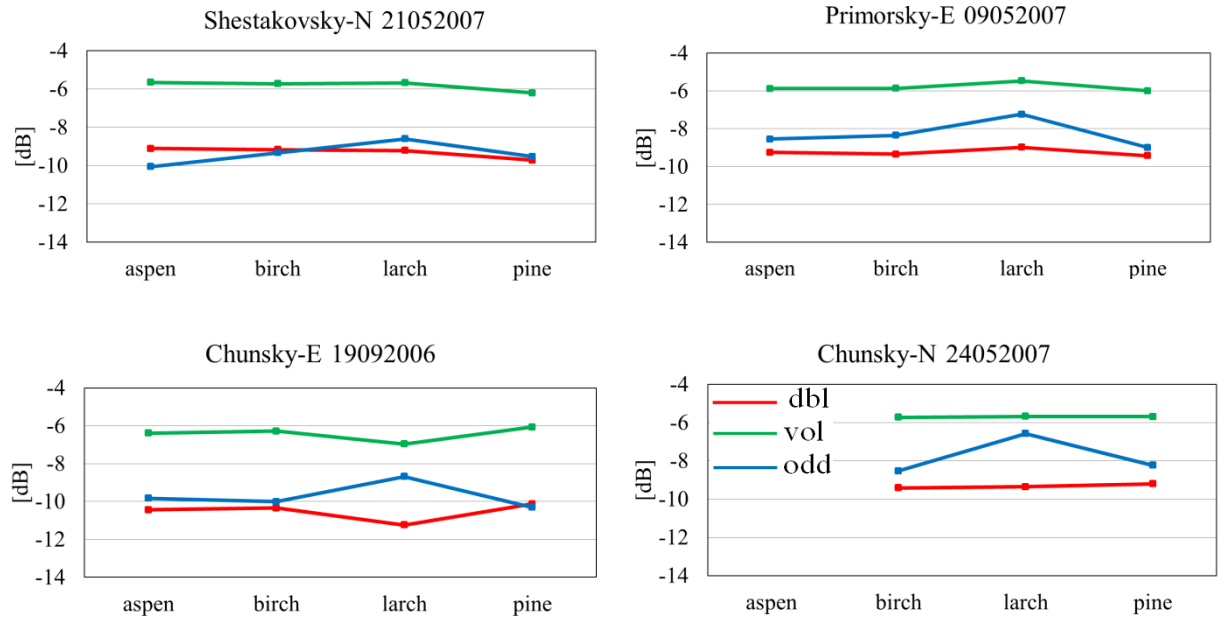 Shestakovsky-N 21052007
-4
-6
-8
-10
-12
-14
[dB]
aspen birch larch pine
Primorsky-E 09052007
-4
-6
-8
-10
-12
-14
[dB]
aspen birch larch pine
Chunsky-E 19092006
-4
-6
-8
-10
-12
-14
[dB]
aspen birch larch pine
Chunsky-N 24052007
-4
-6
-8
-10
-12
-14
[dB]
dbl
vol
odd
aspen birch larch pine